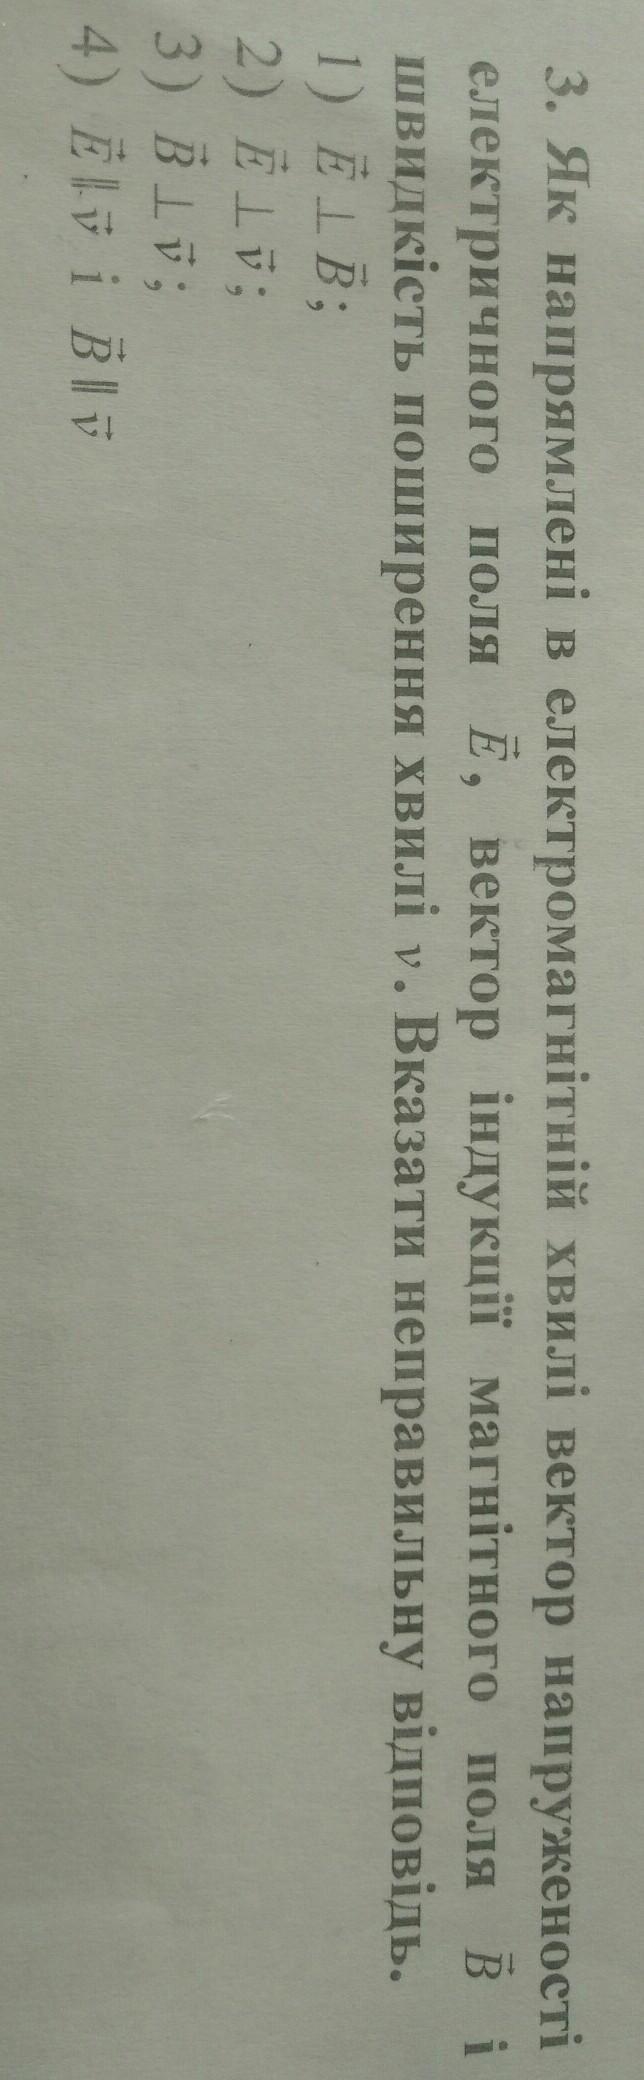 3. Як напрямлені в електромагнітній хвилі вектор напруженості
електричного поля E⃗, вектор індукції магнітного поля B⃗ і
швидкість поширення хвилі v. Вказати неправильну відповідь.
1) E⃗ ⊥ B⃗;
2) E⃗ ⊥ v⃗;
3) B⃗ ⊥ v⃗;
4) E⃗ ∥ v⃗ і B⃗ ∥ v⃗